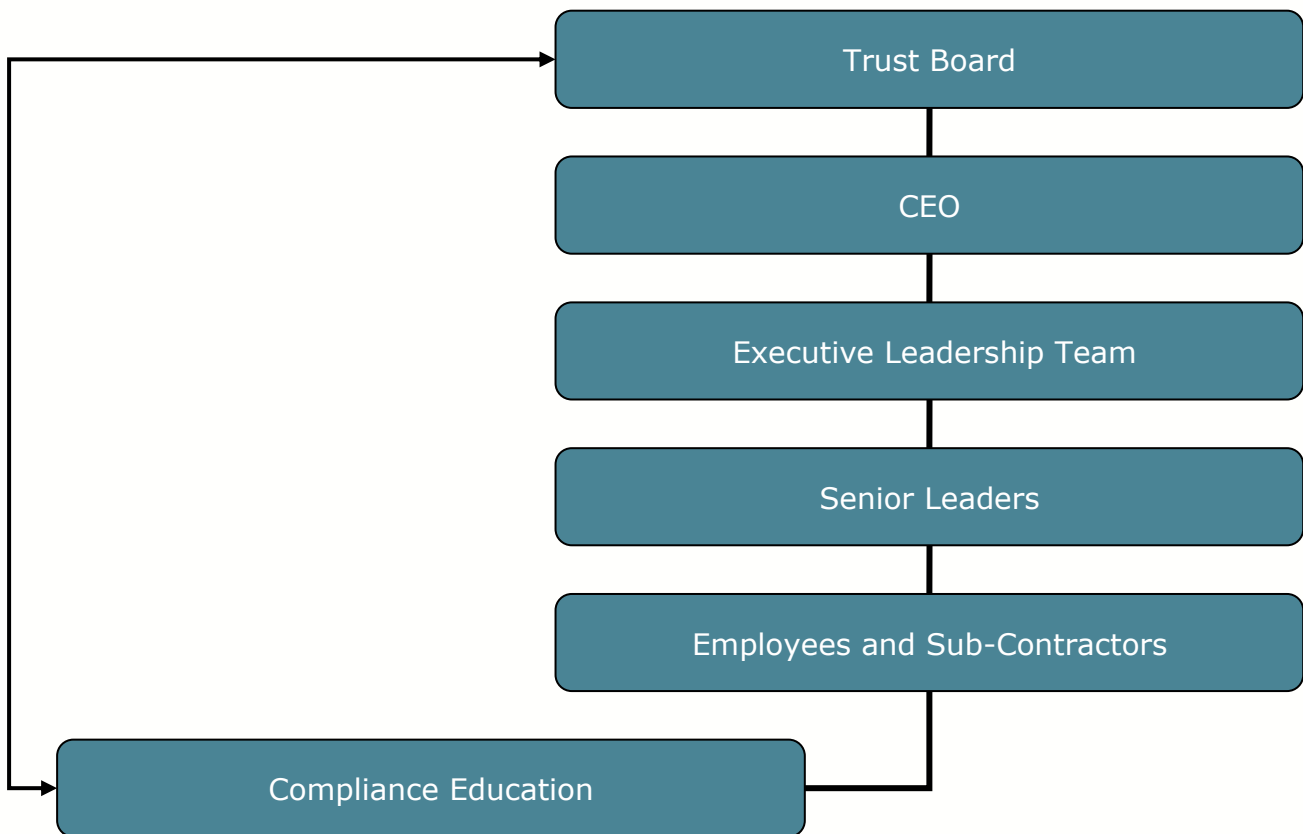 Trust Board
CEO
Executive Leadership Team
Senior Leaders
Employees and Sub-Contractors
Compliance Education